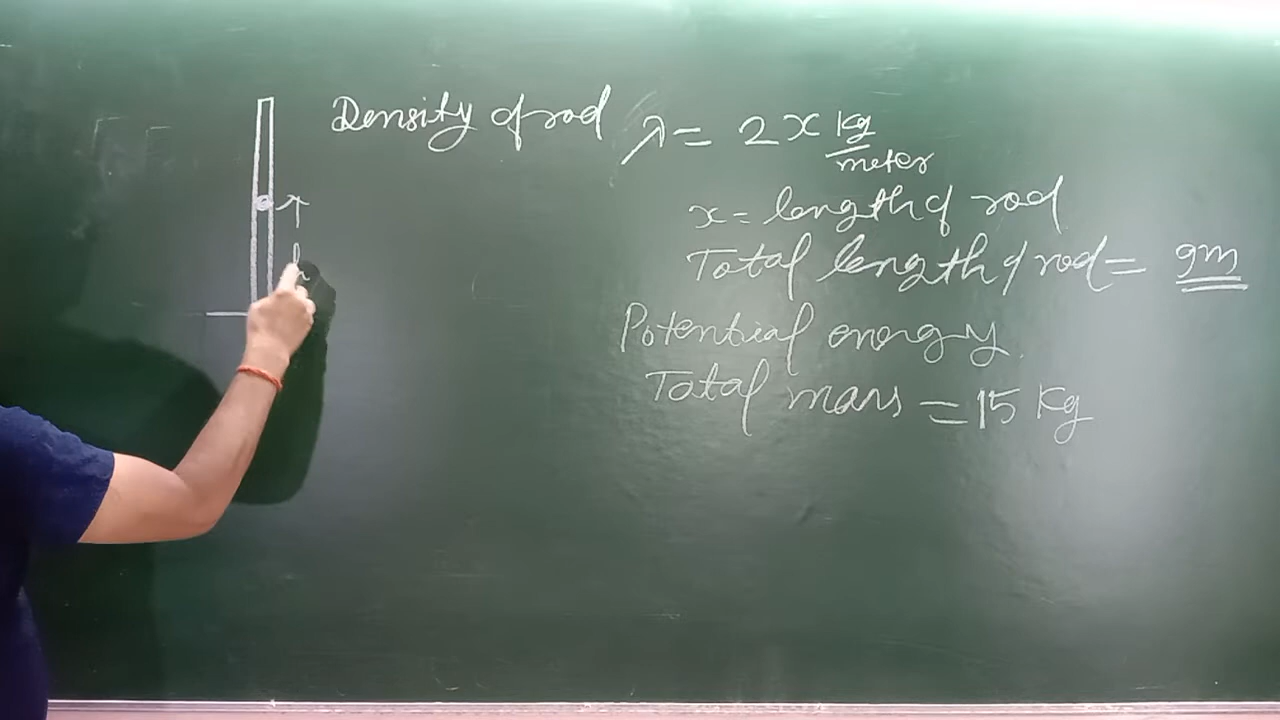 Density of rod λ = 2x kg/meter
x = length of rod
Total length of rod = 9m
Potential energy.
Total mass = 15 Kg
h